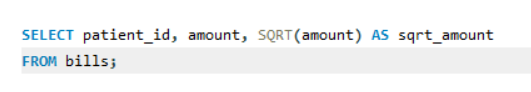 SELECT patient_id, amount, SQRT(amount) AS sqrt_amount
FROM bills;